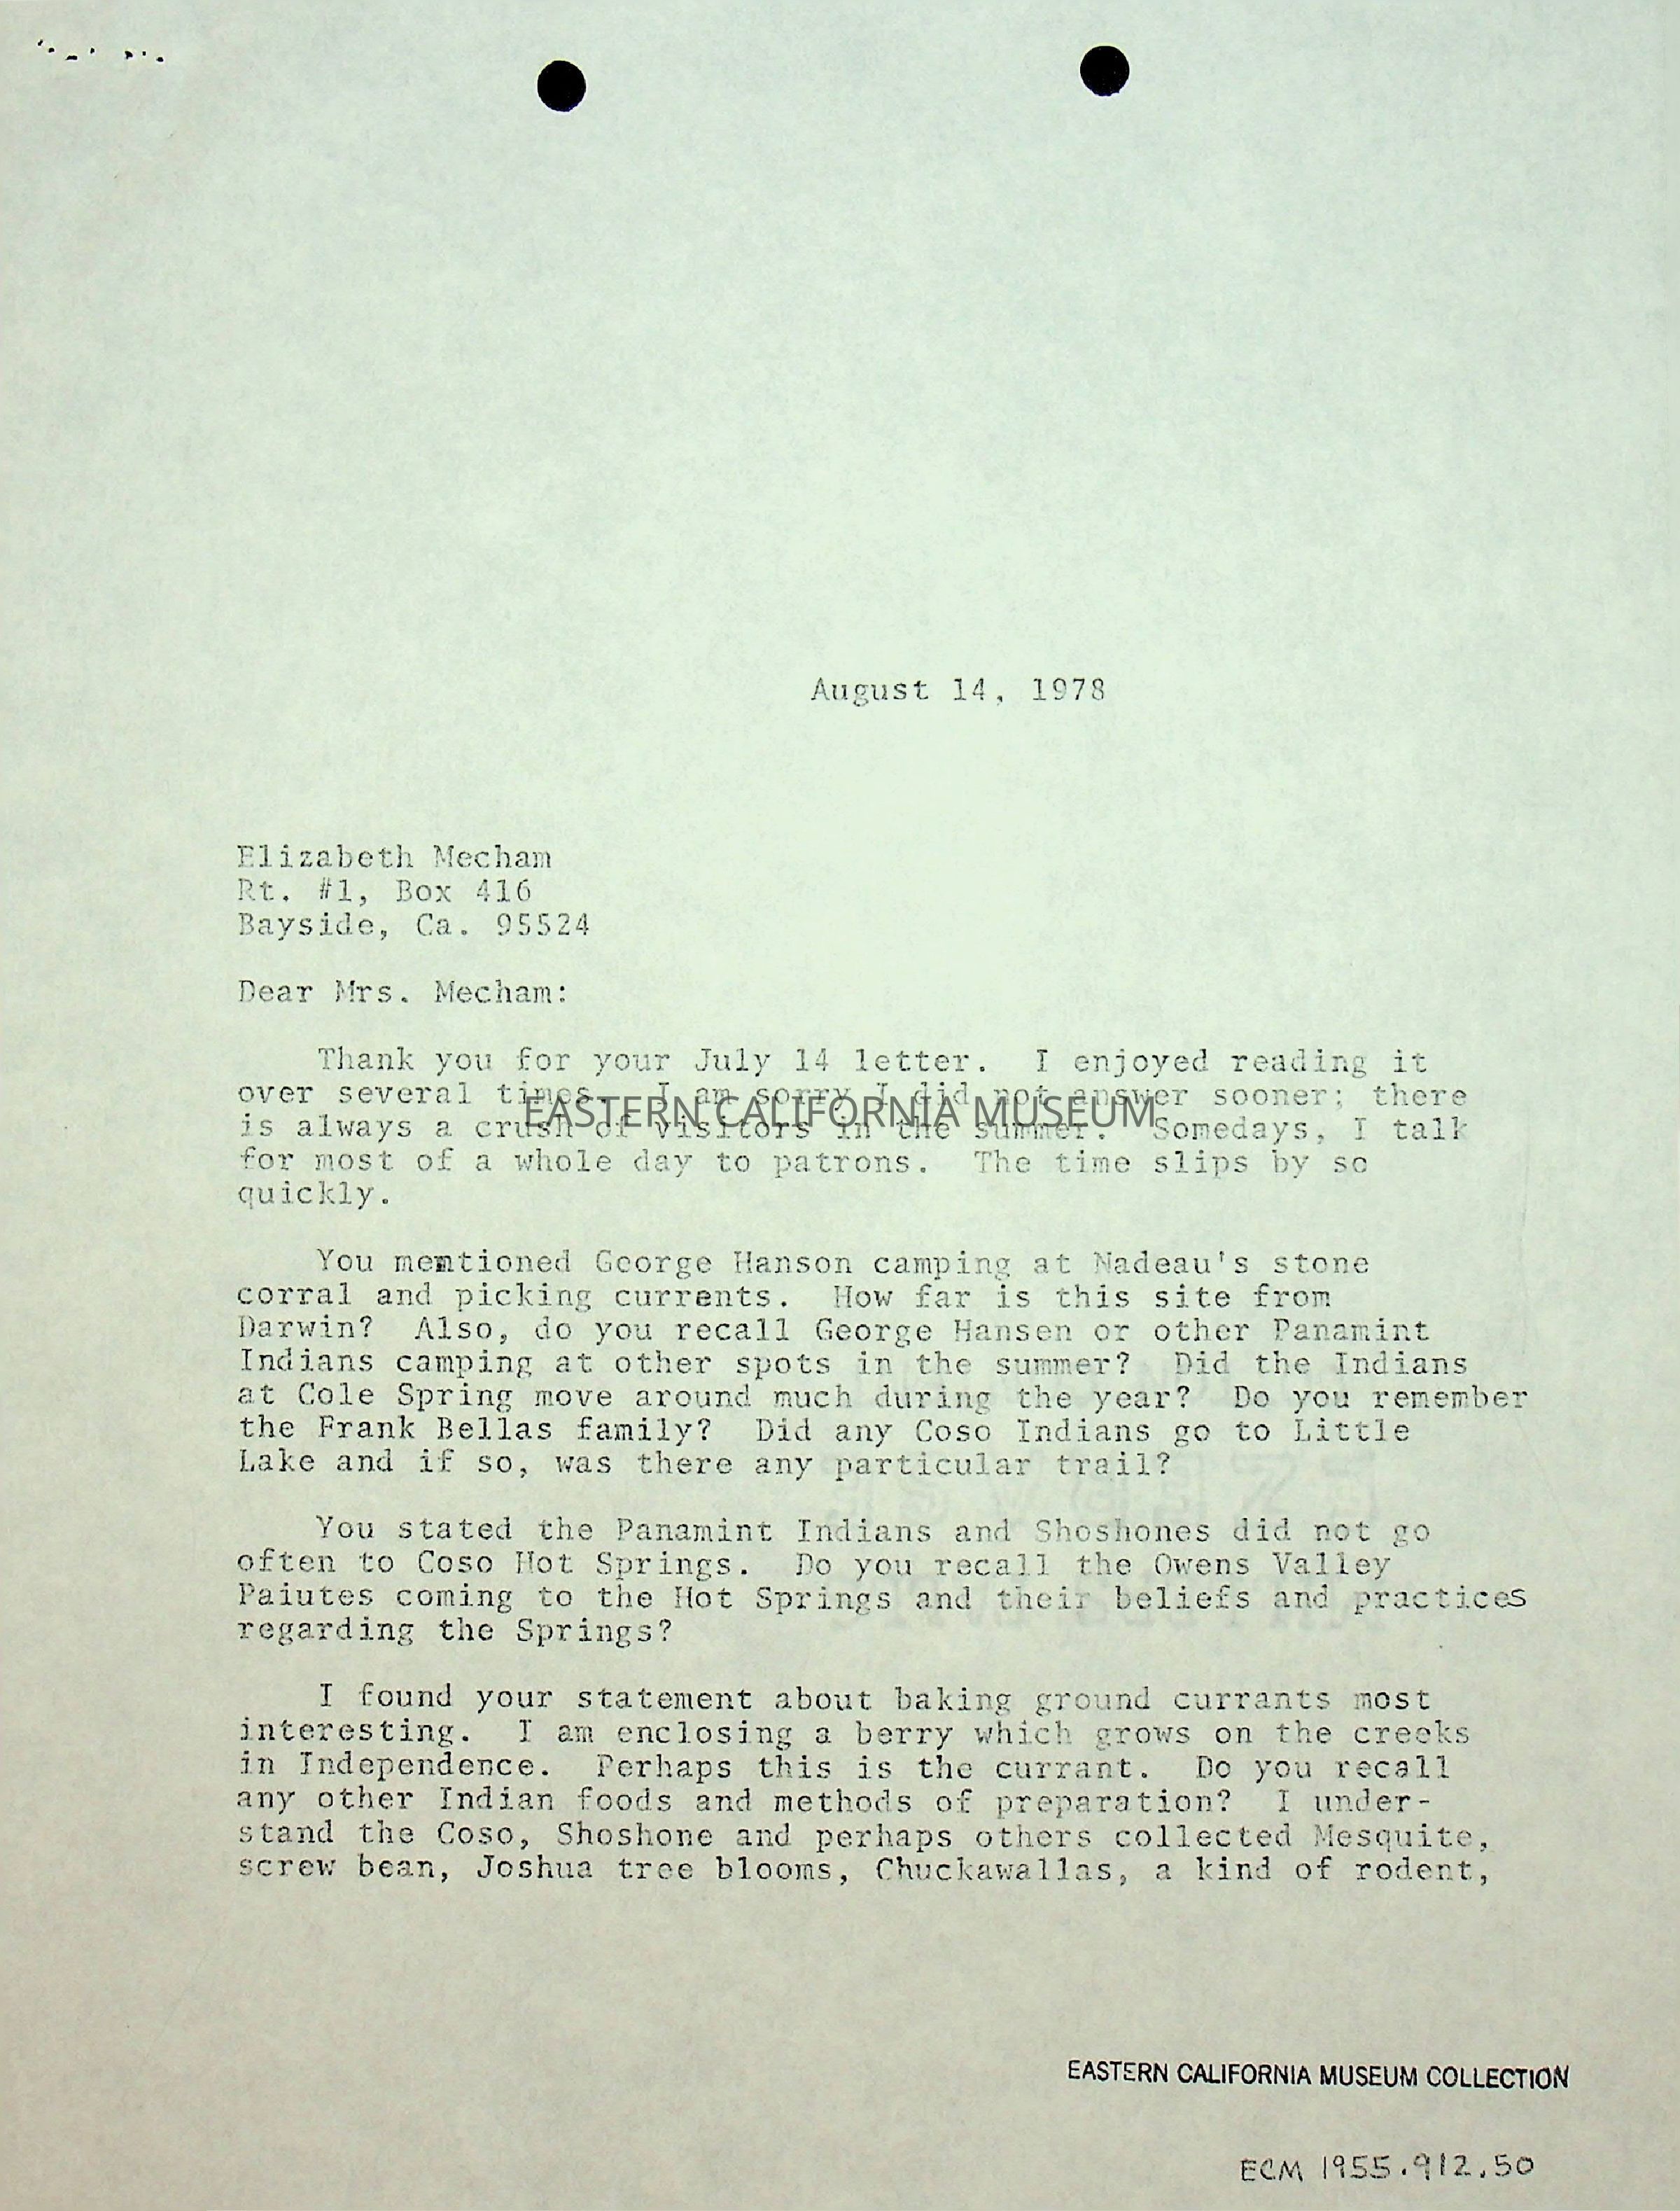 August 14, 1978
Elizabeth Mecham
Rt. #1, Box 416
Bayside, Ca. 95524
Dear Mrs. Mecham:
Thank you for your July 14 letter. I enjoyed reading it
over several times. I am sorry I did not answer sooner; there
EASTERN CALIFORNIA MUSEUM
is always a crush of visitors in the summer. Somedays, I talk
for most of a whole day to patrons. The time slips by so
quickly.
You mentioned George Hanson camping at Nadeau's stone
corral and picking currents. How far is this site from
Darwin? Also, do you recall George Hansen or other Panamint
Indians camping at other spots in the summer? Did the Indians
at Cole Spring move around much during the year? Do you remember
the Frank Bellas family? Did any Coso Indians go to Little
Lake and if so, was there any particular trail?
You stated the Panamint Indians and Shoshones did not go
often to Coso Hot Springs. Do you recall the Owens Valley
Paiutes coming to the Hot Springs and their beliefs and practices
regarding the Springs?
I found your statement about baking ground currants most
interesting. I am enclosing a berry which grows on the creeks
in Independence. Perhaps this is the currant. Do you recall
any other Indian foods and methods of preparation? I under-
stand the Coso, Shoshone and perhaps others collected Mesquite,
screw bean, Joshua tree blooms, Chuckawallas, a kind of rodent,
EASTERN CALIFORNIA MUSEUM COLLECTION
ECM 1955.912.50